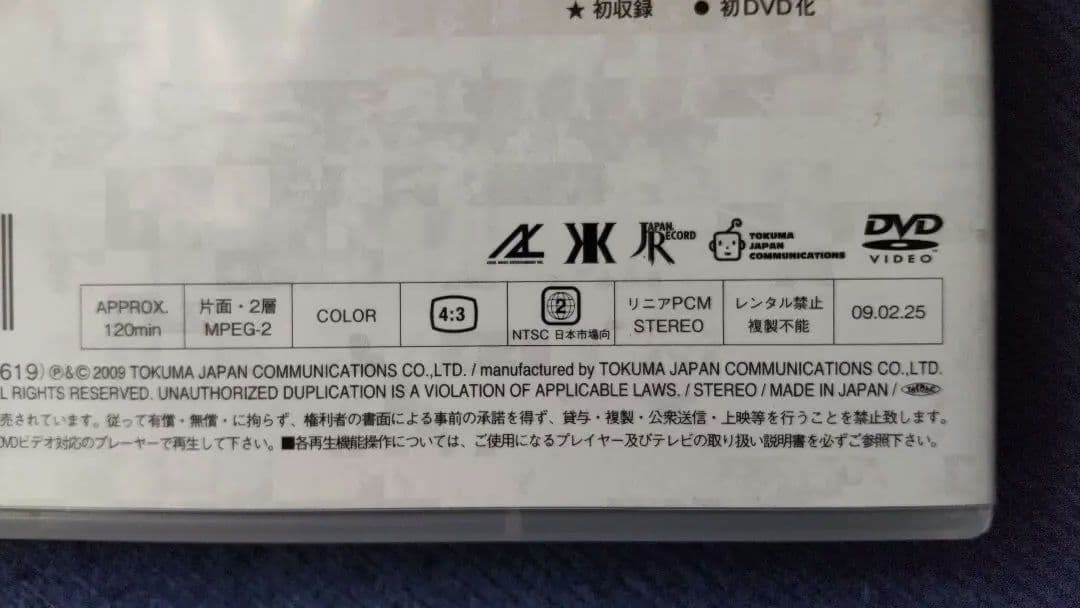 ★ 初収録 ● 初DVD化
JAPAN RECORD
TOKUMA JAPAN COMMUNICATIONS
DVD VIDEO
APPROX. 120min
片面・2層 MPEG-2
COLOR
4:3
2 NTSC 日本市場向
リニアPCM STEREO
レンタル禁止 複製不能
09.02.25
619) ℗&© 2009 TOKUMA JAPAN COMMUNICATIONS CO.,LTD. / manufactured by TOKUMA JAPAN COMMUNICATIONS CO.,LTD.
L RIGHTS RESERVED. UNAUTHORIZED DUPLICATION IS A VIOLATION OF APPLICABLE LAWS. / STEREO / MADE IN JAPAN /
売されています。従って有償・無償・に拘らず、権利者の書面による事前の承諾を得ず、貸与・複製・公衆送信・上映等を行うことを禁止致します。
DVDビデオ対応のプレーヤーで再生して下さい。■各再生機能操作については、ご使用になるプレイヤー及びテレビの取り扱い説明書を必ずご参照下さい。